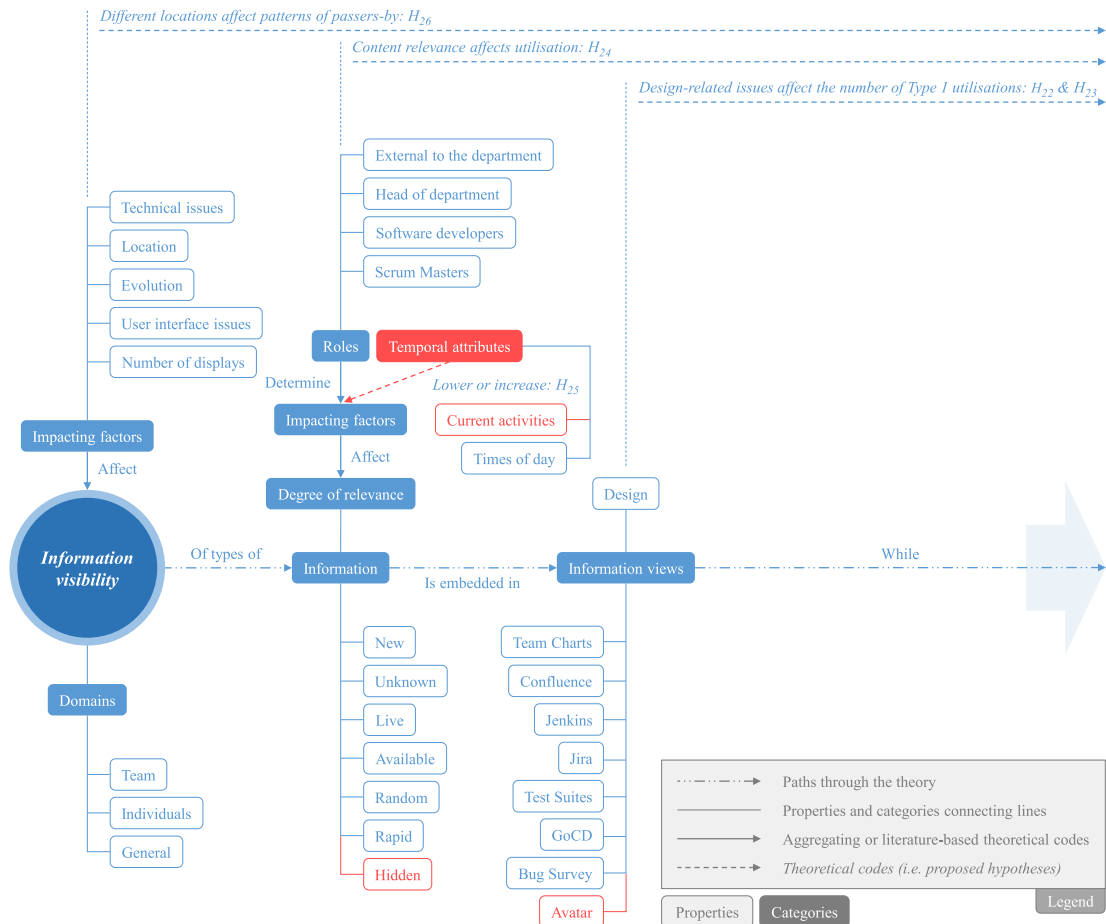 Different locations affect patterns of passers-by: H26
Content relevance affects utilisation: H24
Design-related issues affect the number of Type 1 utilisations: H22 & H23
External to the department
Head of department
Software developers
Scrum Masters
Technical issues
Location
Evolution
User interface issues
Number of displays
Roles
Temporal attributes
Determine
Lower or increase: H25
Impacting factors
Current activities
Times of day
Impacting factors
Affect
Affect
Degree of relevance
Design
Information
visibility
Of types of
Information
Is embedded in
Information views
While
New
Unknown
Live
Available
Random
Rapid
Hidden
Team Charts
Confluence
Jenkins
Jira
Test Suites
GoCD
Bug Survey
Avatar
Domains
Team
Individuals
General
Paths through the theory
Properties and categories connecting lines
Aggregating or literature-based theoretical codes
Theoretical codes (i.e. proposed hypotheses)
Legend
Properties
Categories